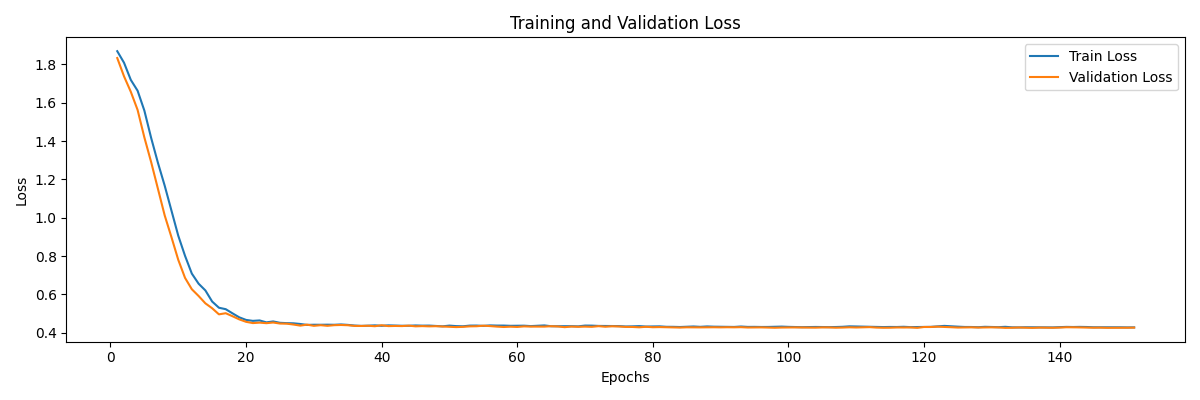 Training and Validation Loss
Train Loss
Validation Loss
1.8
1.6
1.4
1.2
1.0
0.8
0.6
0.4
Loss
0 20 40 60 80 100 120 140
Epochs